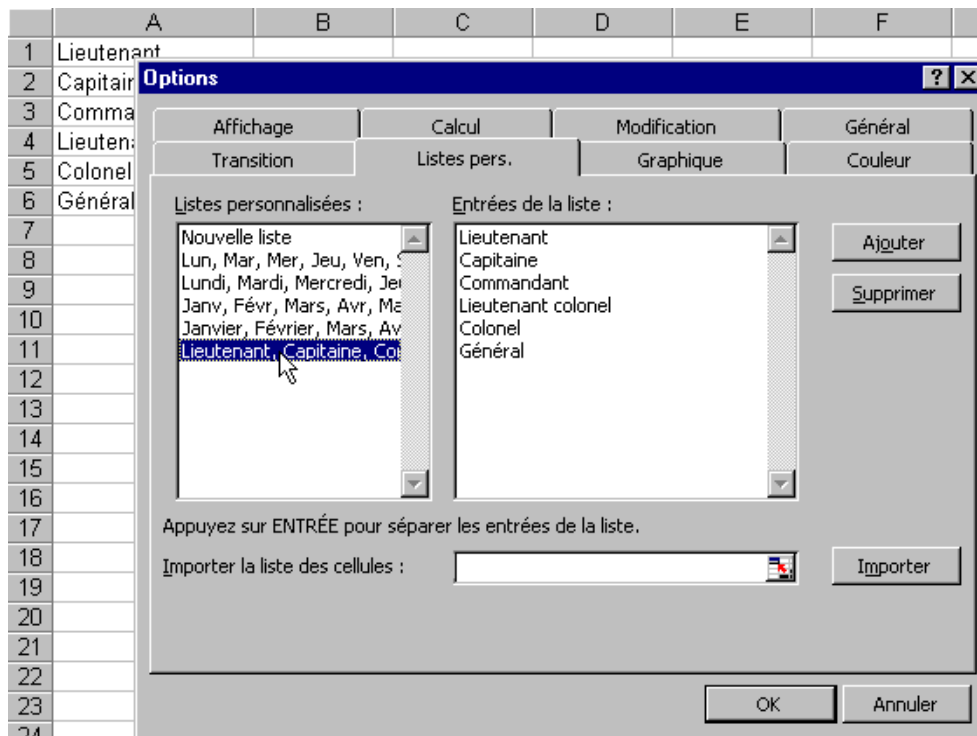 A B C D E F
1 Lieutenant
2 Capitair
3 Comma
4 Lieuten
5 Colonel
6 Général
7
8
9
10
11
12
13
14
15
16
17
18
19
20
21
22
23
24
Options
Affichage Calcul Modification Général
Transition Listes pers. Graphique Couleur
Listes personnalisées :
Nouvelle liste
Lun, Mar, Mer, Jeu, Ven, S
Lundi, Mardi, Mercredi, Jeu
Janv, Févr, Mars, Avr, Ma
Janvier, Février, Mars, Av
Lieutenant, Capitaine, Co
Entrées de la liste :
Lieutenant
Capitaine
Commandant
Lieutenant colonel
Colonel
Général
Ajouter
Supprimer
Appuyez sur ENTRÉE pour séparer les entrées de la liste.
Importer la liste des cellules :
Importer
OK Annuler